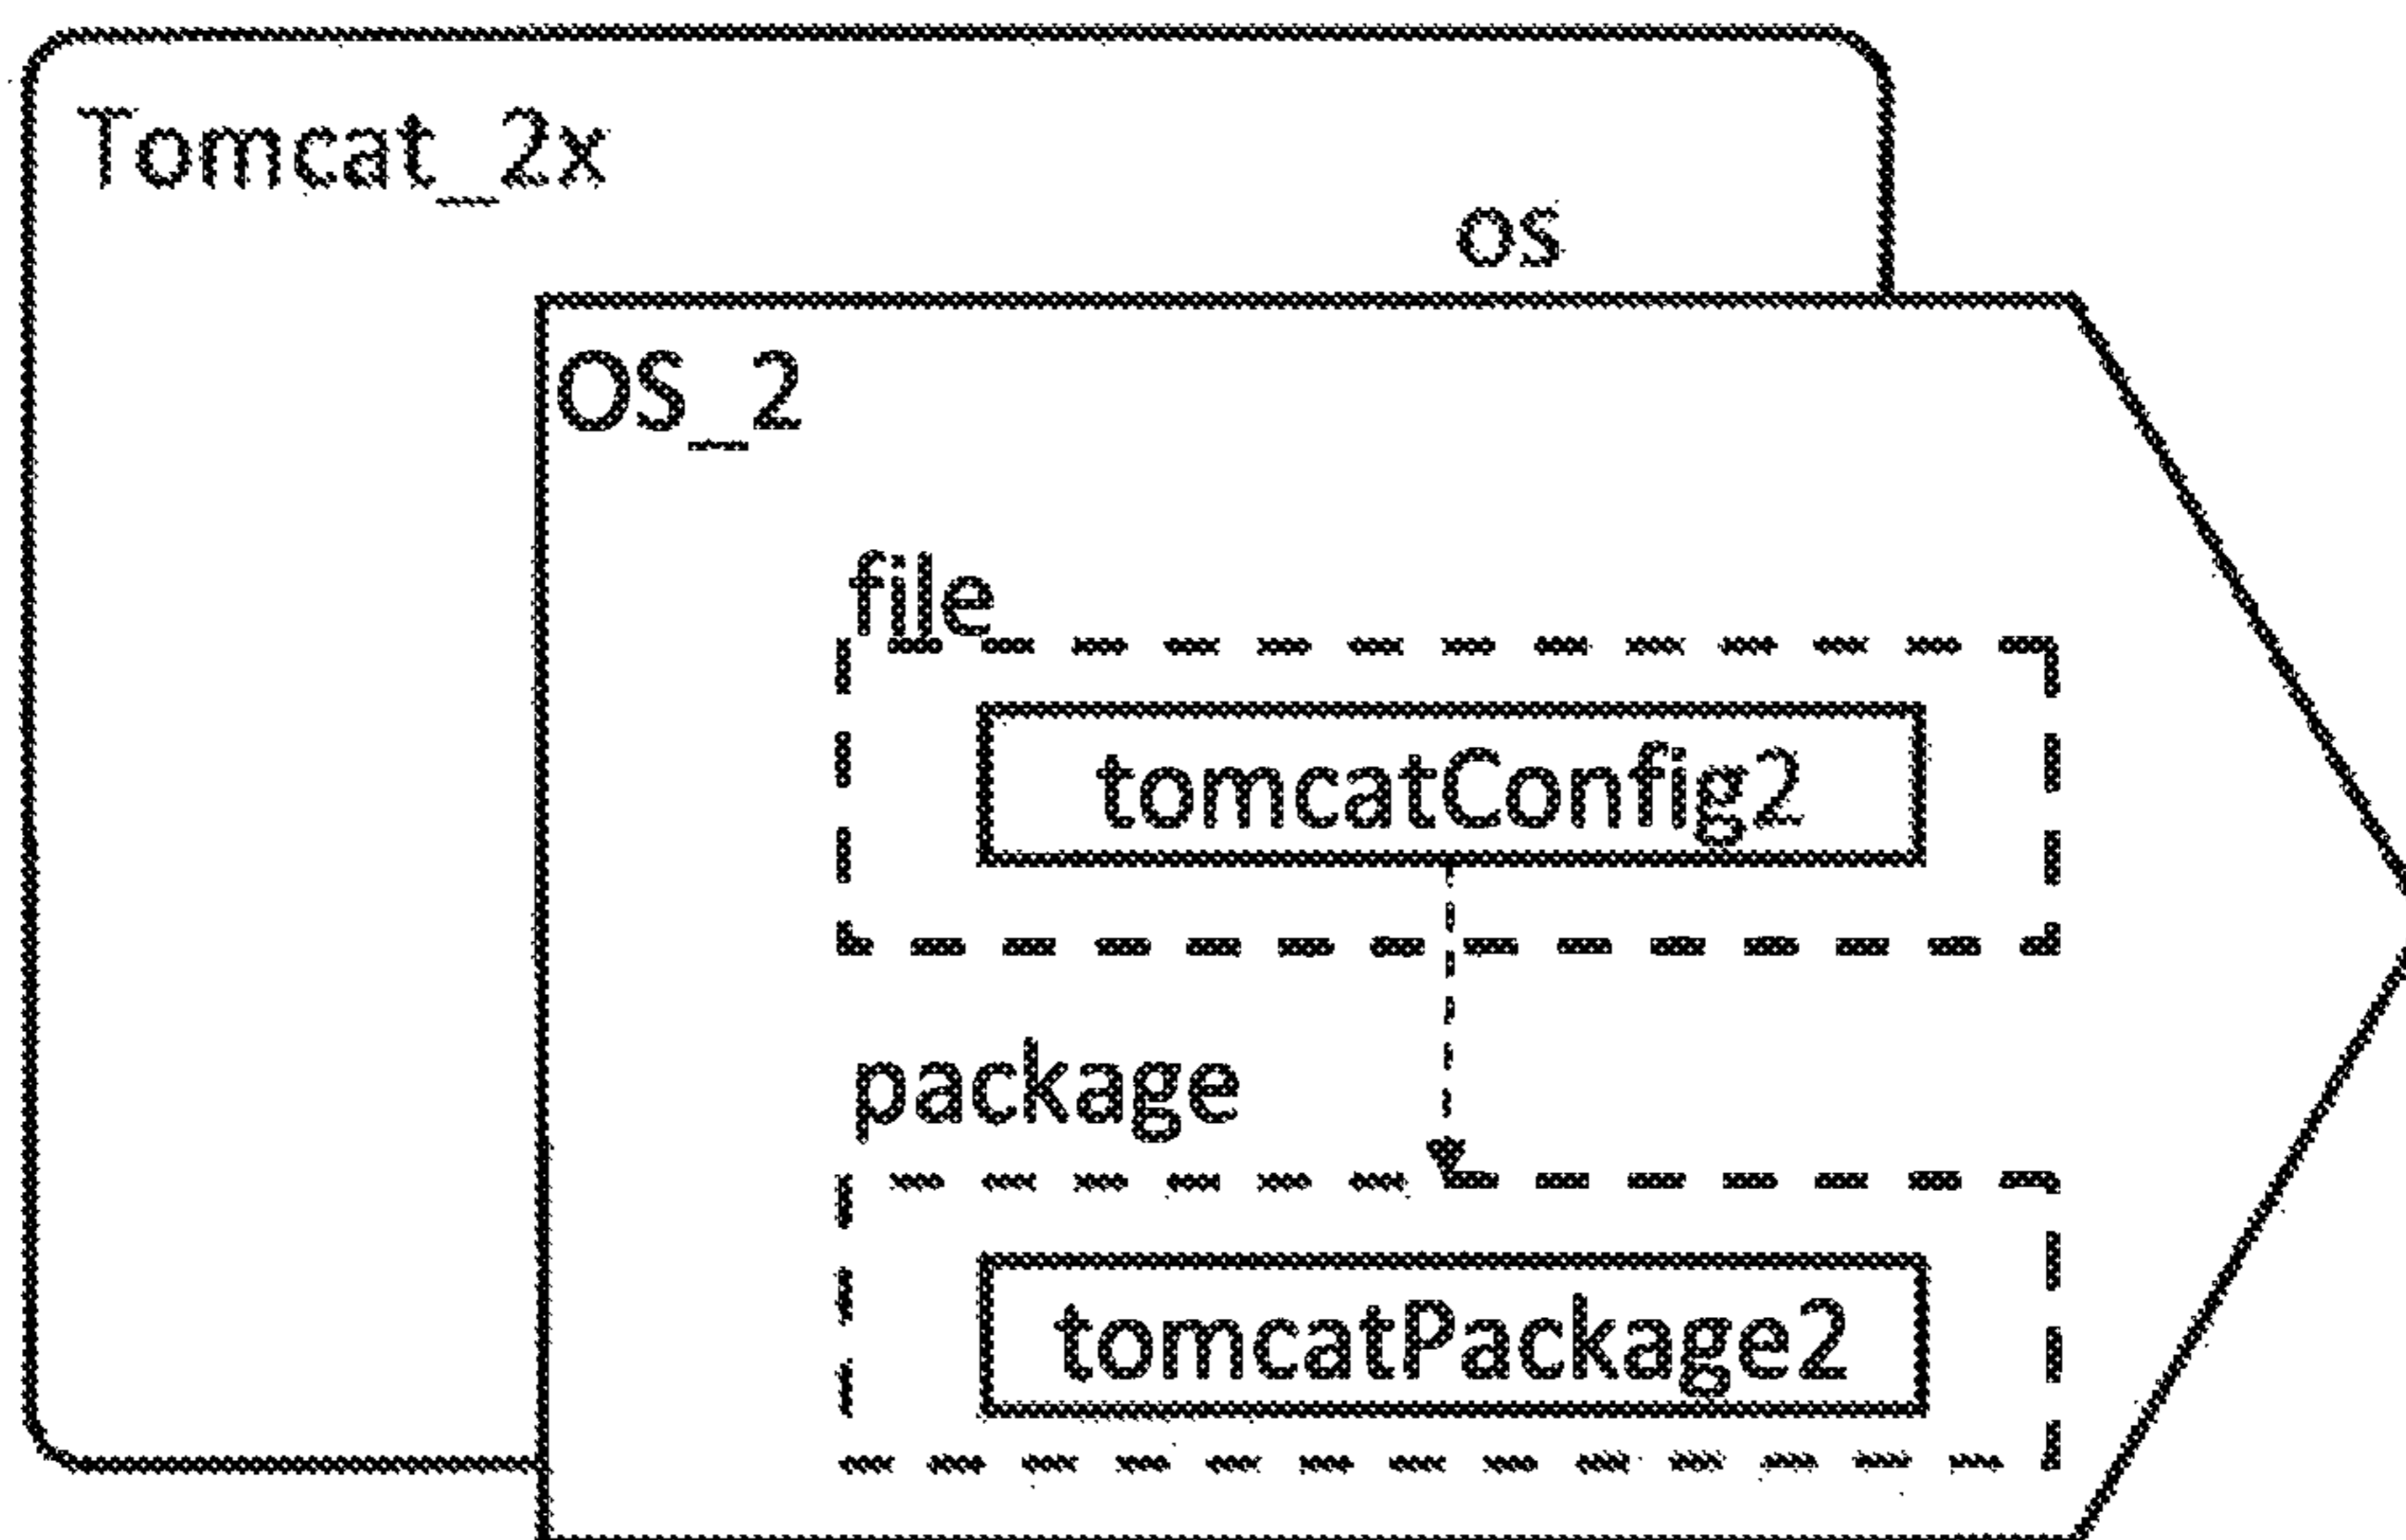 Tomcat_2x
os
OS_2
file
tomcatConfig2
package
tomcatPackage2